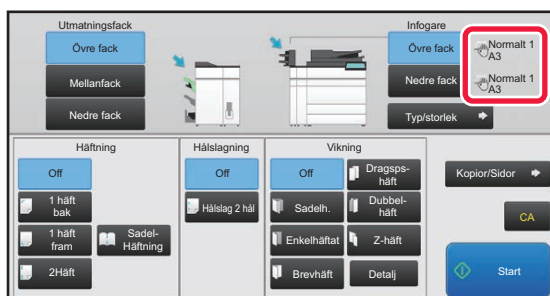 Utmatningsfack
Infogare
Övre fack
Mellanfack
Nedre fack
Övre fack
Nedre fack
Typ/storlek
Normalt 1
A3
Normalt 1
A3
Häftning
Off
1 häft
bak
1 häft
fram
2Häft
Sadel-
Häftning
Hålslagning
Off
Hålslag 2 hål
Vikning
Off
Dragsps-
häft
Sadelh.
Dubbel-
häft
Enkelhäftat
Z-häft
Brevhäft
Detalj
Kopior/Sidor
CA
Start